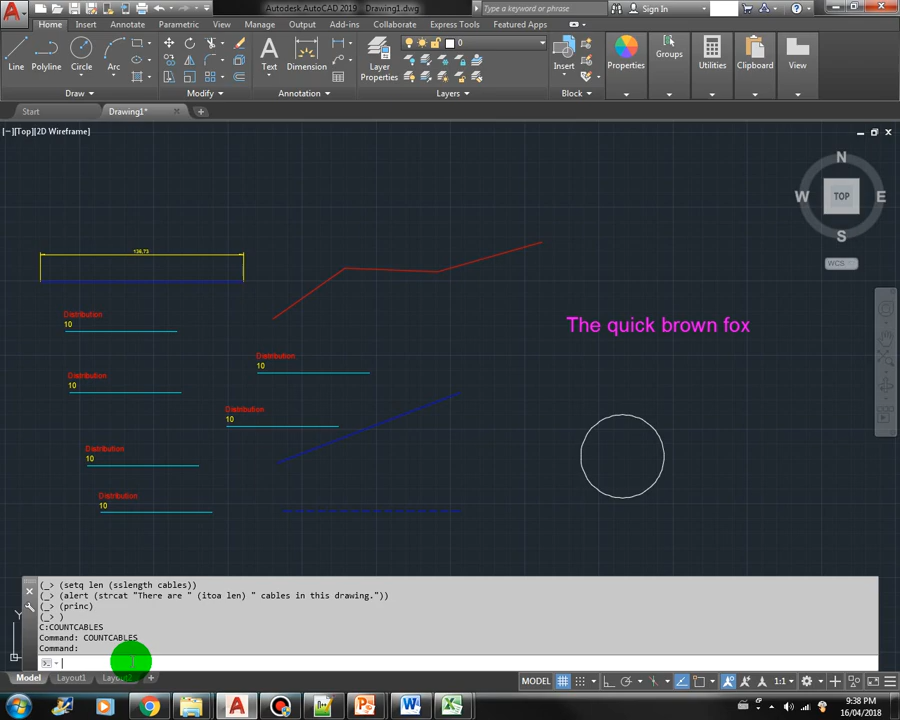 Autodesk AutoCAD 2019 Drawing1.dwg
Type a keyword or phrase
Sign In
Home Insert Annotate Parametric View Manage Output Add-ins Collaborate Express Tools Featured Apps
0
Line Polyline Circle Arc
Text Dimension
Layer Properties
Insert
Properties Groups Utilities Clipboard View
Draw Modify Annotation Layers Block
Start Drawing1*
[−][Top][2D Wireframe]
N
W TOP E
S
WCS
136,73
Distribution
10
The quick brown fox
Distribution
10
Distribution
10
Distribution
10
Distribution
10
Distribution
10
(_> (setq len (sslength cables))
(_> (alert (strcat "There are " (itoa len) " cables in this drawing."))
(_> (princ)
(_> )
C:COUNTCABLES
Command: COUNTCABLES
Command:
Y
Model Layout1 Layout2 +
MODEL
1:1
9:38 PM
16/04/2018